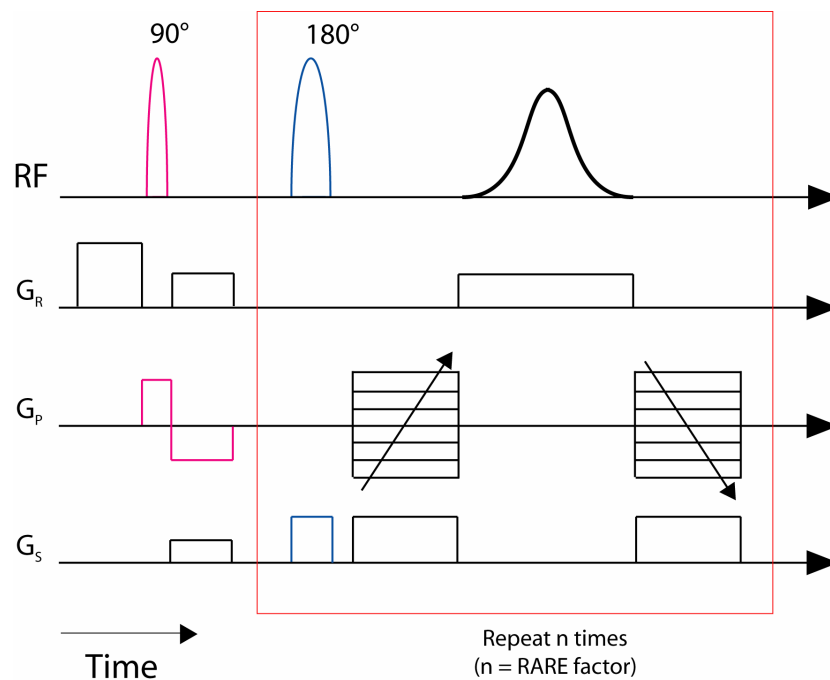 90°
180°
RF
GR
GP
GS
Time
Repeat n times
(n = RARE factor)